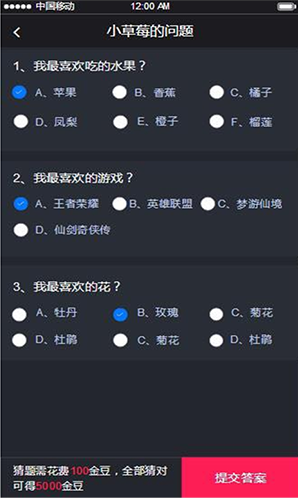 中国移动 12:00 AM
小草莓的问题
1、我最喜欢吃的水果？
A、苹果 B、香蕉 C、橘子
D、凤梨 E、橙子 F、榴莲
2、我最喜欢的游戏？
A、王者荣耀 B、英雄联盟 C、梦游仙境
D、仙剑奇侠传
3、我最喜欢的花？
A、牡丹 B、玫瑰 C、菊花
D、杜鹃 C、菊花 D、杜鹃
猜题需花费100金豆，全部猜对
可得5000金豆
提交答案